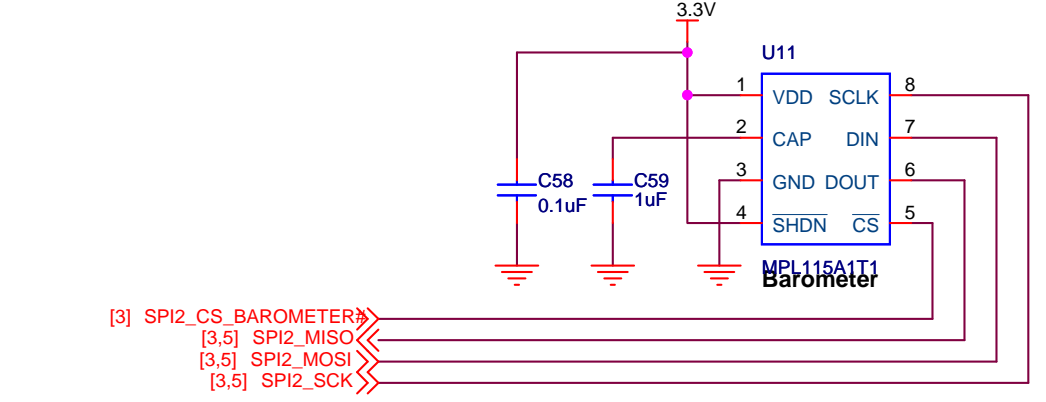 3.3V
U11
1 VDD SCLK 8
2 CAP DIN 7
3 GND DOUT 6
4 SHDN CS 5
C58
0.1uF
C59
1uF
MPL115A1T1
Barometer
[3] SPI2_CS_BAROMETER#
[3,5] SPI2_MISO
[3,5] SPI2_MOSI
[3,5] SPI2_SCK